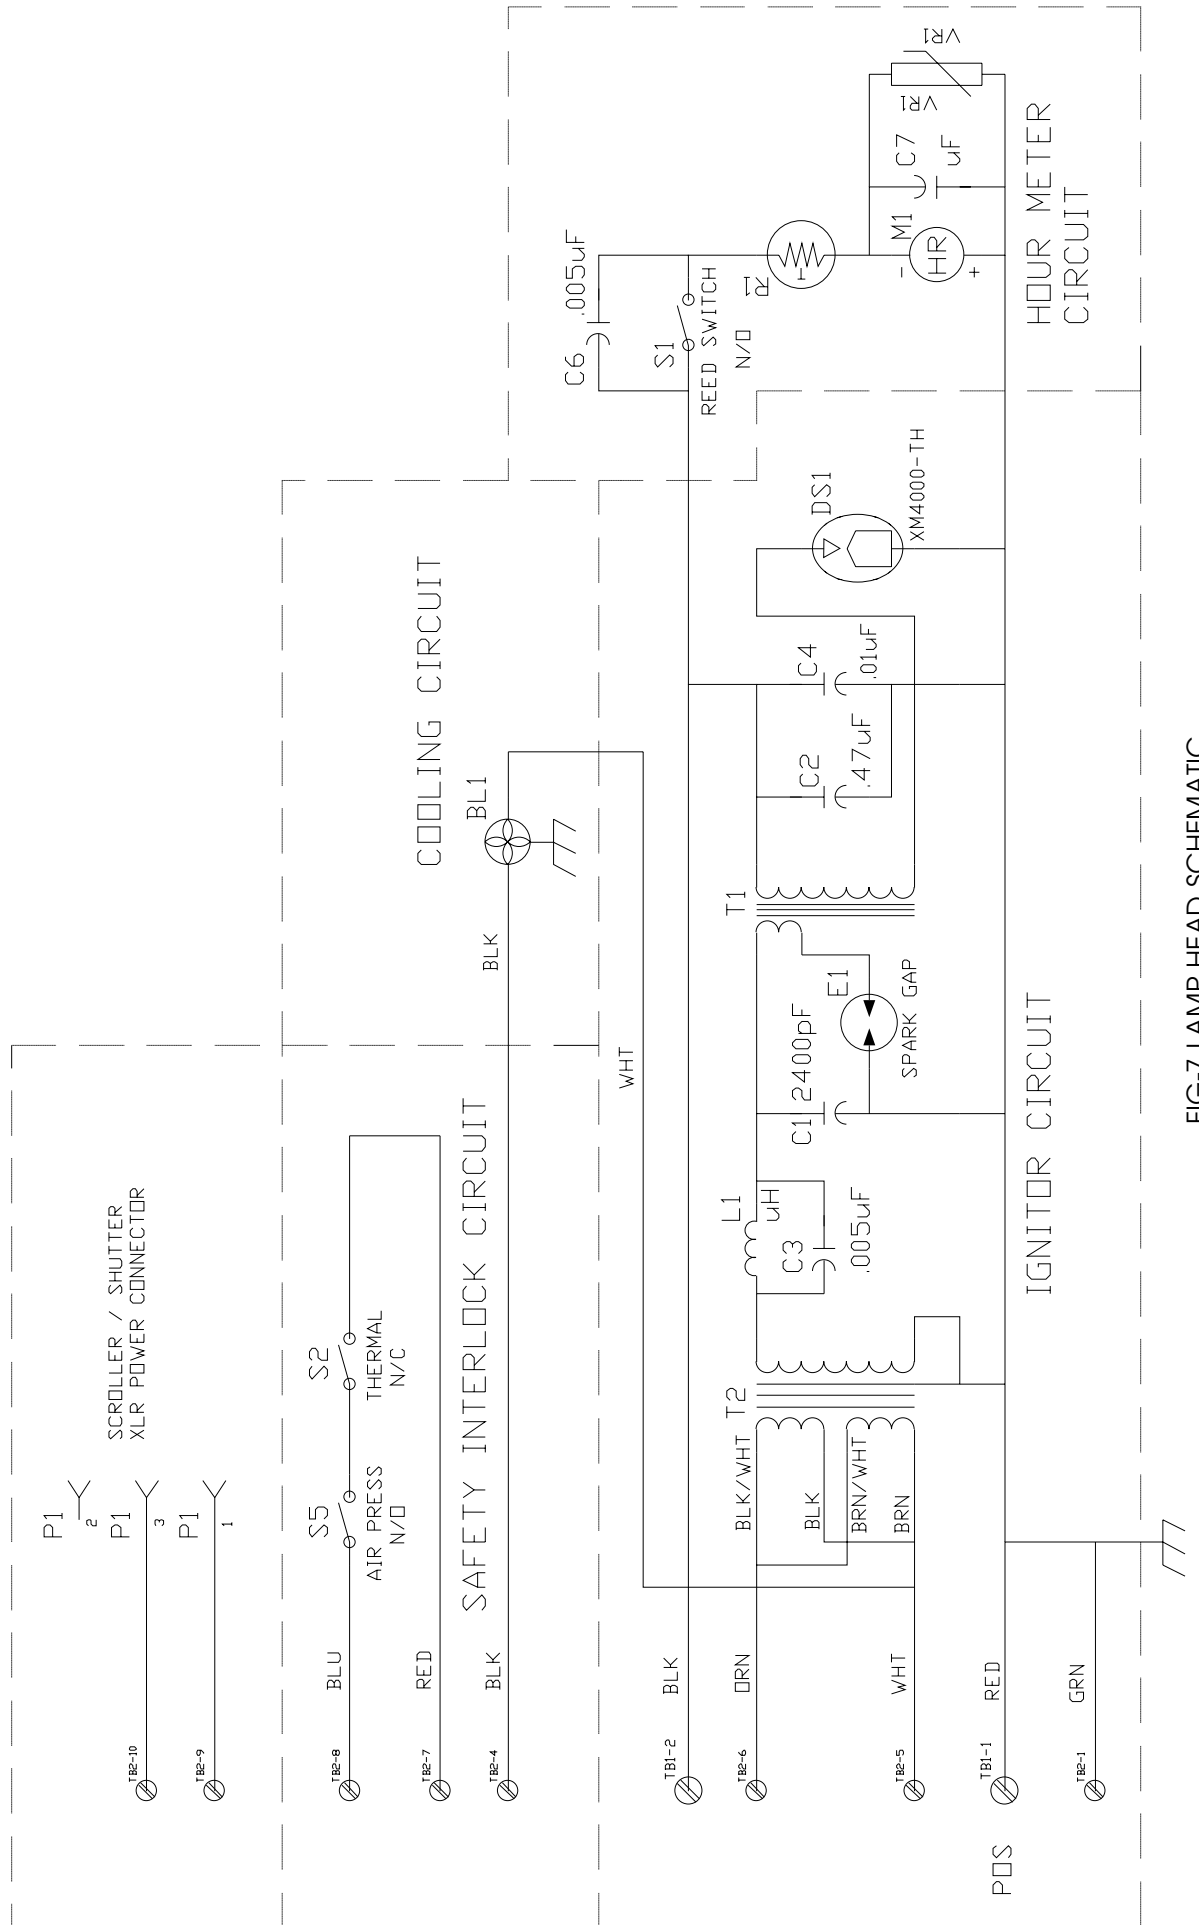 P1
2
P1
3
P1
1
SCROLLER / SHUTTER
XLR POWER CONNECTOR
TB2-10
TB2-9
S5
AIR PRESS
N/O
S2
THERMAL
N/C
BLU
RED
BLK
TB2-8
TB2-7
TB2-4
SAFETY INTERLOCK CIRCUIT
COOLING CIRCUIT
BLK
BL1
WHT
C6
.005uF
S1
REED SWITCH
N/O
R1
M1
-
HR
+
C7
uF
VR1
VR1
HOUR METER
CIRCUIT
TB1-2
BLK
TB2-6
ORN
TB2-5
WHT
TB1-1
RED
TB2-1
GRN
POS
BLK/WHT
BLK
BRN/WHT
BRN
T2
L1
uH
C3
.005uF
C1
2400pF
E1
SPARK GAP
T1
C2
.47uF
C4
.01uF
DS1
XM4000-TH
IGNITOR CIRCUIT
FIG-7 LAMP HEAD SCHEMATIC